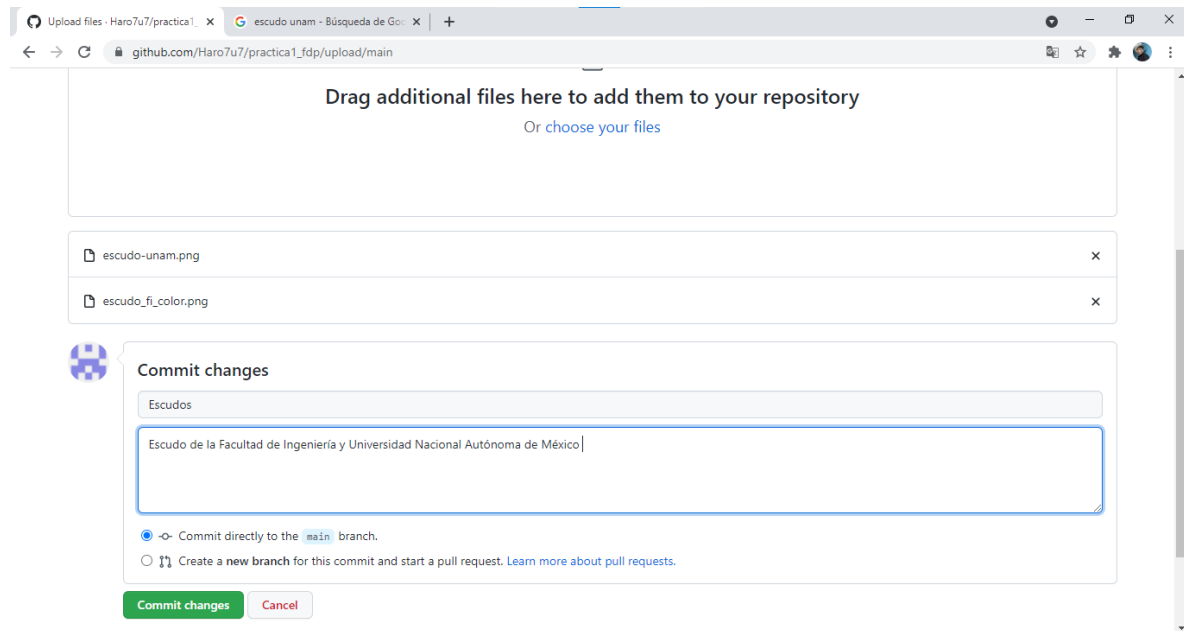 Upload files · Haro7u7/practica1_
escudo unam - Búsqueda de Goo
github.com/Haro7u7/practica1_fdp/upload/main
Drag additional files here to add them to your repository
Or choose your files
escudo-unam.png
escudo_fi_color.png
Commit changes
Escudos
Escudo de la Facultad de Ingeniería y Universidad Nacional Autónoma de México
Commit directly to the main branch.
Create a new branch for this commit and start a pull request. Learn more about pull requests.
Commit changes
Cancel